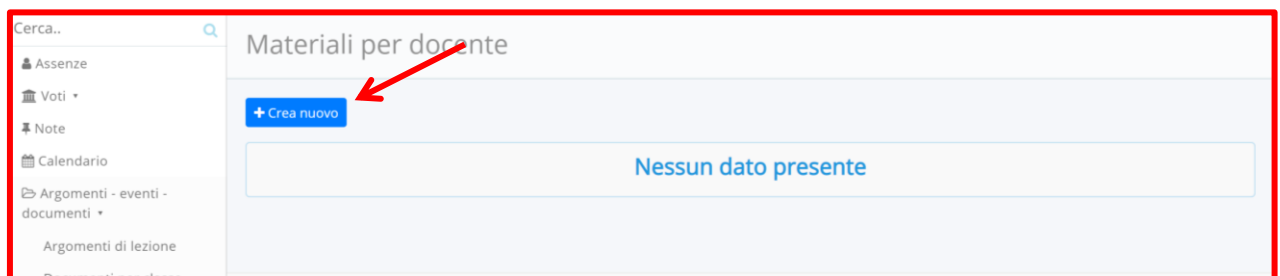 Cerca..
Assenze
Voti
Note
Calendario
Argomenti - eventi -
documenti
Argomenti di lezione
Materiali per docente
+ Crea nuovo
Nessun dato presente